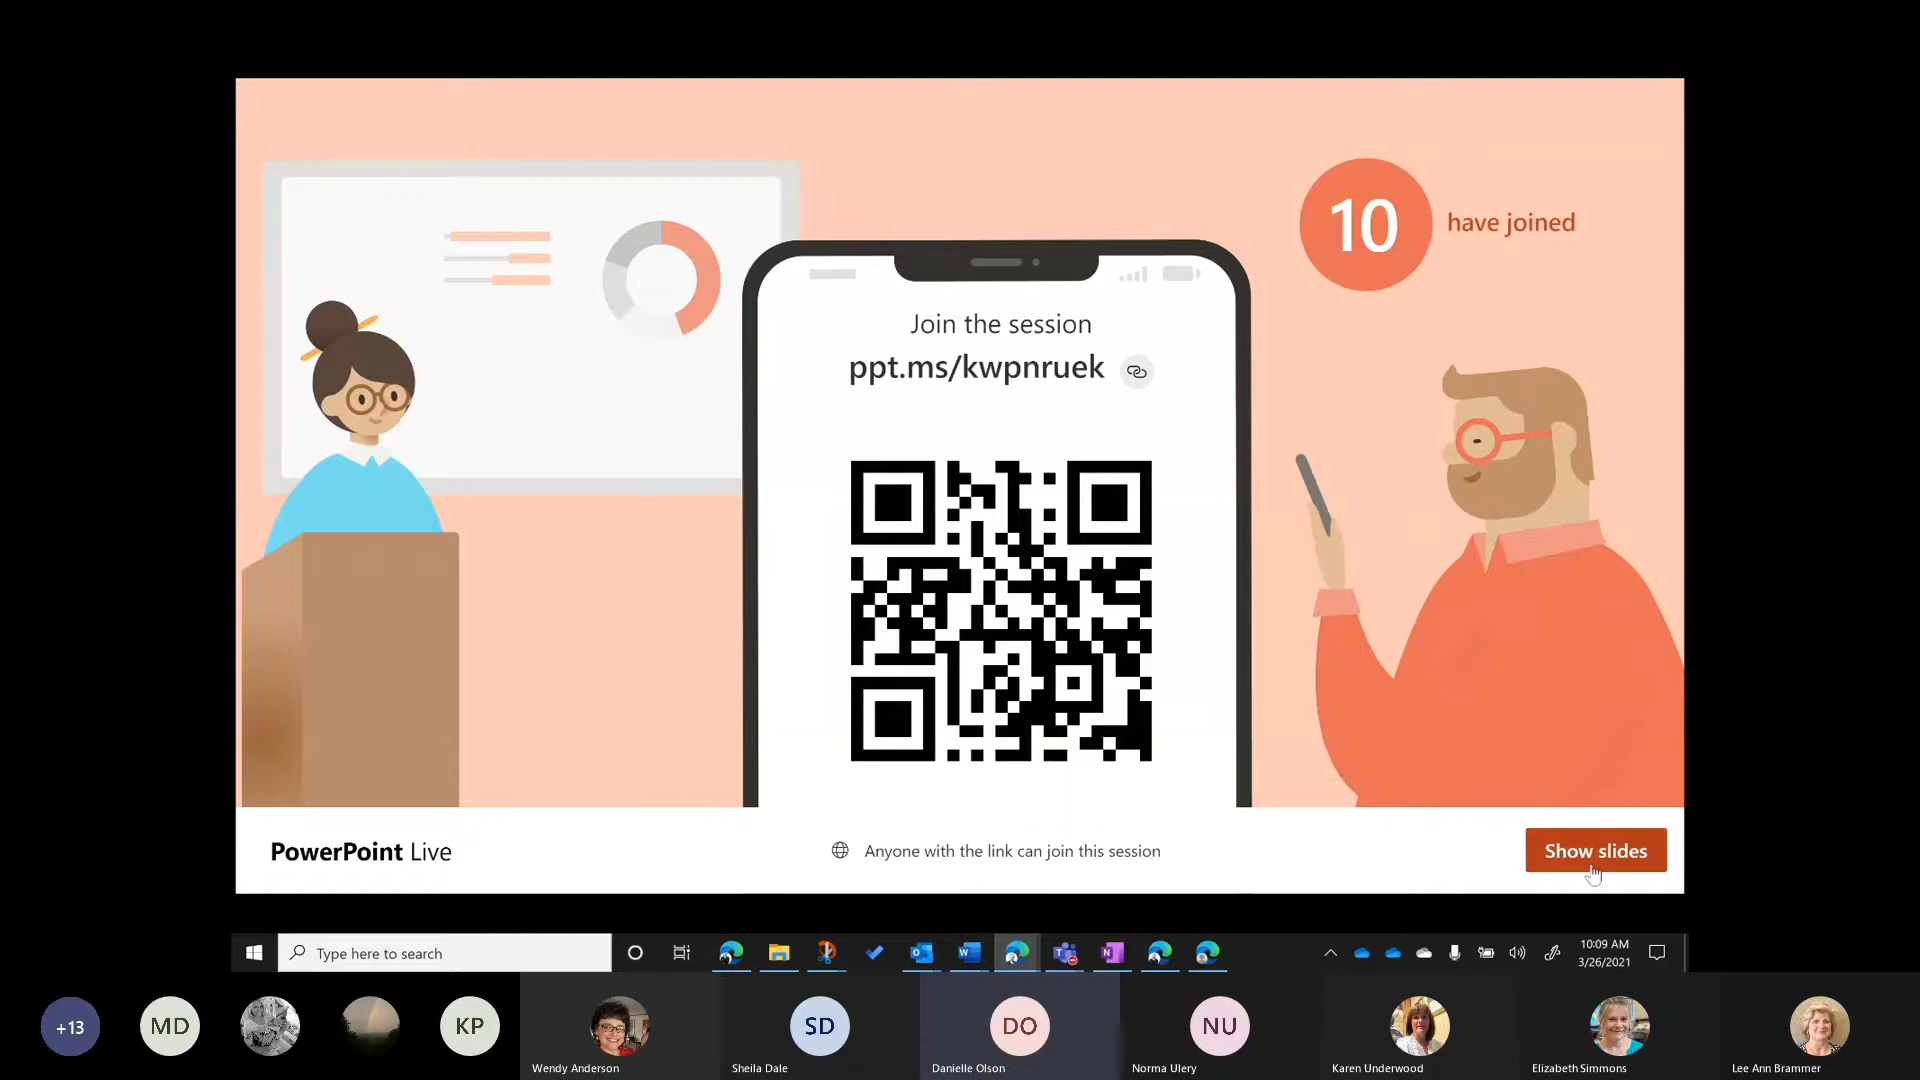 10
have joined
Join the session
ppt.ms/kwpnruek
PowerPoint Live
Anyone with the link can join this session
Show slides
Type here to search
10:09 AM
3/26/2021
+13
MD
KP
SD
DO
NU
Wendy Anderson
Sheila Dale
Danielle Olson
Norma Ulery
Karen Underwood
Elizabeth Simmons
Lee Ann Brammer